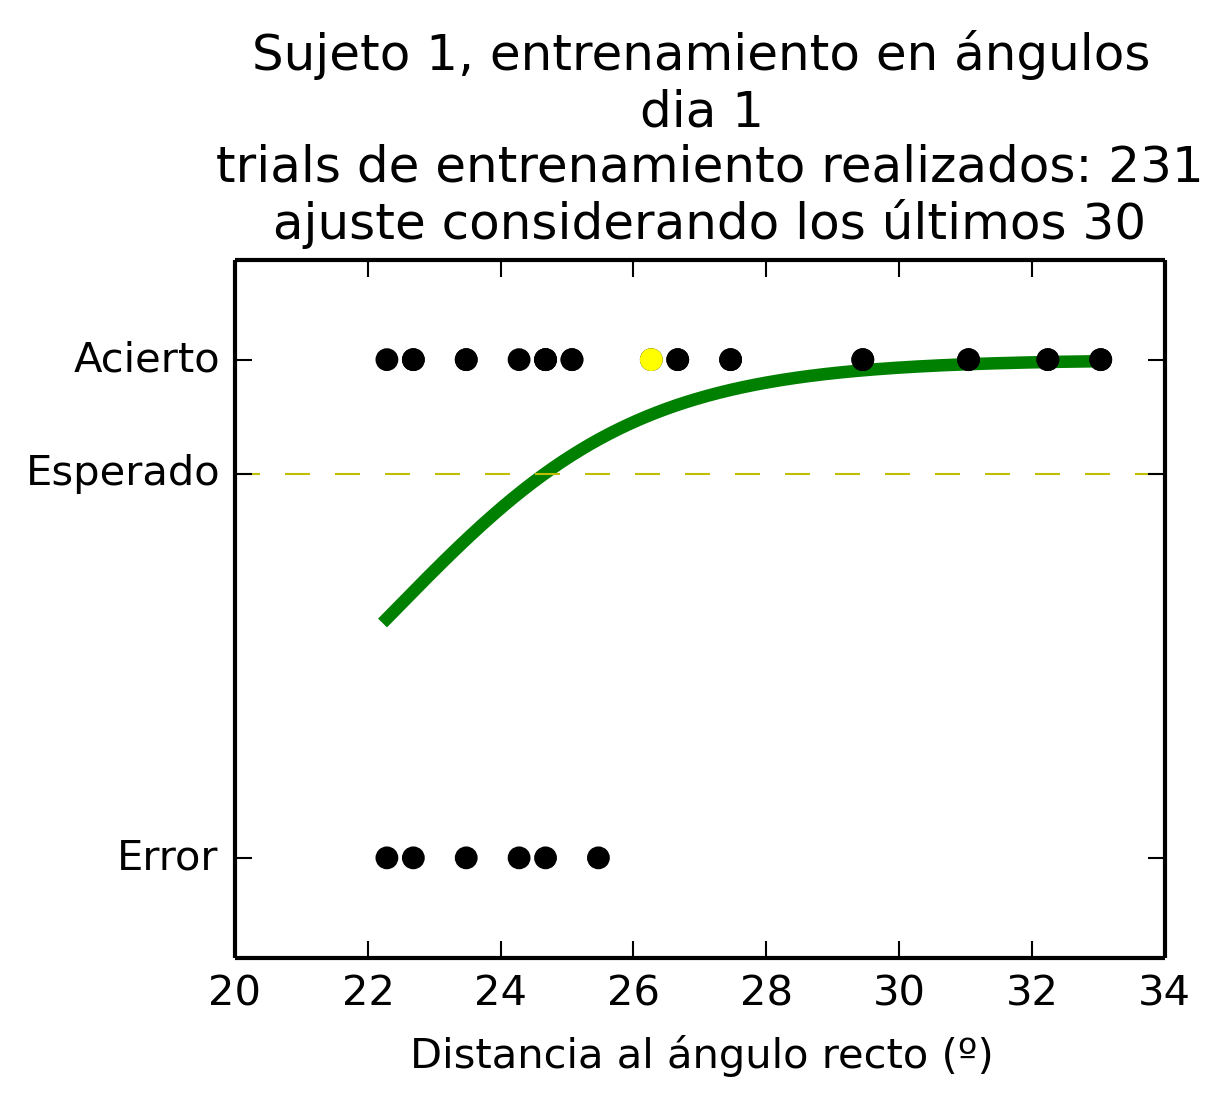 Sujeto 1, entrenamiento en ángulos
dia 1
trials de entrenamiento realizados: 231
ajuste considerando los últimos 30
Acierto
Esperado
Error
20 22 24 26 28 30 32 34
Distancia al ángulo recto (º)